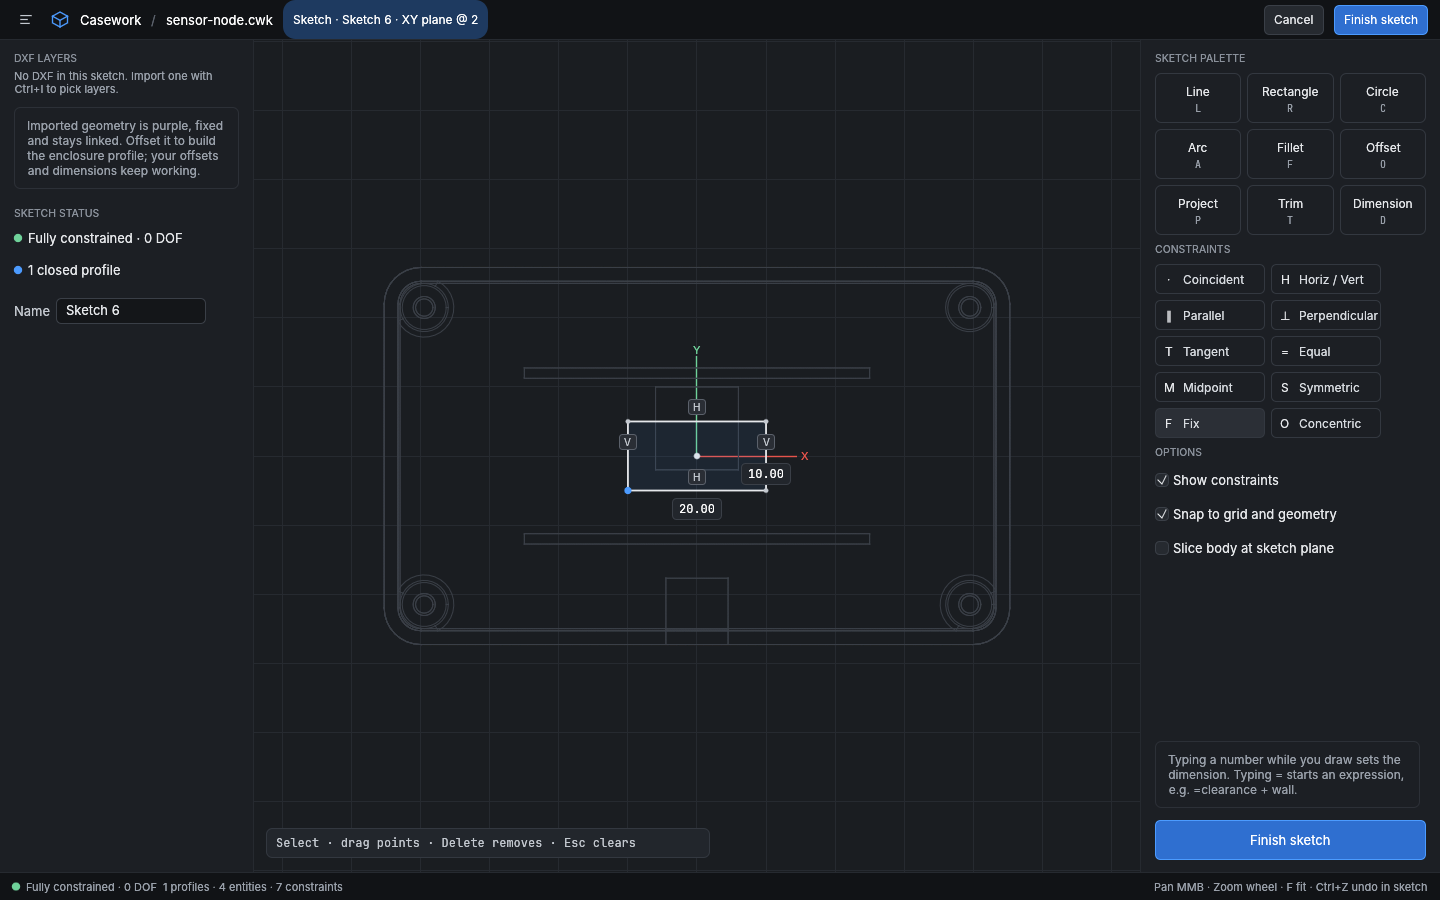 Casework / sensor-node.cwk
Sketch · Sketch 6 · XY plane @ 2
Cancel
Finish sketch
DXF LAYERS
No DXF in this sketch. Import one with
Ctrl+I to pick layers.
Imported geometry is purple, fixed
and stays linked. Offset it to build
the enclosure profile; your offsets
and dimensions keep working.
SKETCH STATUS
Fully constrained · 0 DOF
1 closed profile
Name Sketch 6
Y
H
V
V
X
H
10.00
20.00
Select · drag points · Delete removes · Esc clears
SKETCH PALETTE
Line
L
Rectangle
R
Circle
C
Arc
A
Fillet
F
Offset
O
Project
P
Trim
T
Dimension
D
CONSTRAINTS
· Coincident
H Horiz / Vert
∥ Parallel
⊥ Perpendicular
T Tangent
= Equal
M Midpoint
S Symmetric
F Fix
O Concentric
OPTIONS
Show constraints
Snap to grid and geometry
Slice body at sketch plane
Typing a number while you draw sets the
dimension. Typing = starts an expression,
e.g. =clearance + wall.
Finish sketch
Fully constrained · 0 DOF 1 profiles · 4 entities · 7 constraints
Pan MMB · Zoom wheel · F fit · Ctrl+Z undo in sketch